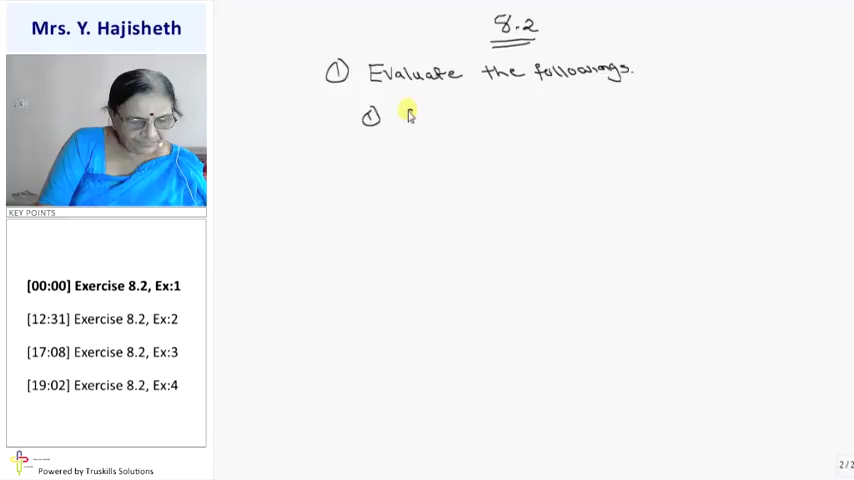 Mrs. Y. Hajisheth
KEY POINTS
[00:00] Exercise 8.2, Ex:1
[12:31] Exercise 8.2, Ex:2
[17:08] Exercise 8.2, Ex:3
[19:02] Exercise 8.2, Ex:4
Powered by Truskills Solutions
8.2
① Evaluate the followings.
①
2/2